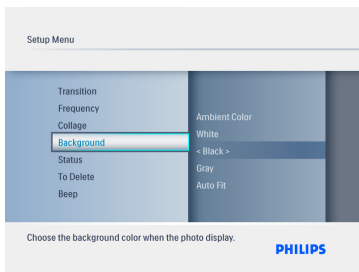 Setup Menu
Transition
Frequency
Collage
Background
Status
To Delete
Beep
Ambient Color
White
< Black >
Gray
Auto Fit
Choose the background color when the photo display.
PHILIPS